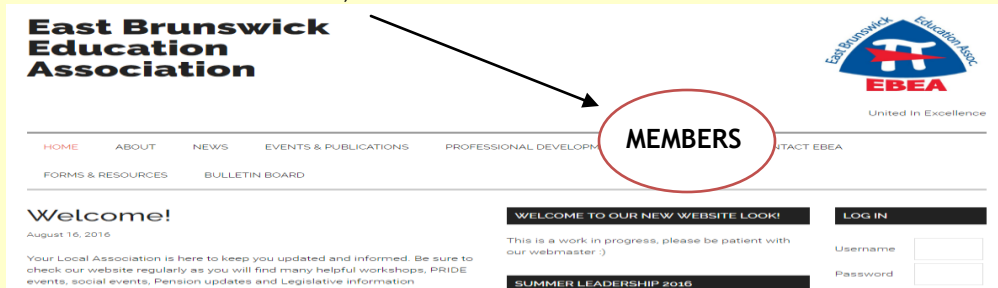 East Brunswick
Education
Association
East Brunswick Education Assoc.
EBEA
United In Excellence
HOME ABOUT NEWS EVENTS & PUBLICATIONS PROFESSIONAL DEVELOPM MEMBERS NTACT EBEA
FORMS & RESOURCES BULLETIN BOARD
Welcome!
August 16, 2016
Your Local Association is here to keep you updated and informed. Be sure to
check our website regularly as you will find many helpful workshops, PRIDE
events, social events, Pension updates and Legislative information
WELCOME TO OUR NEW WEBSITE LOOK!
This is a work in progress, please be patient with
our webmaster :)
SUMMER LEADERSHIP 2016
LOG IN
Username
Password